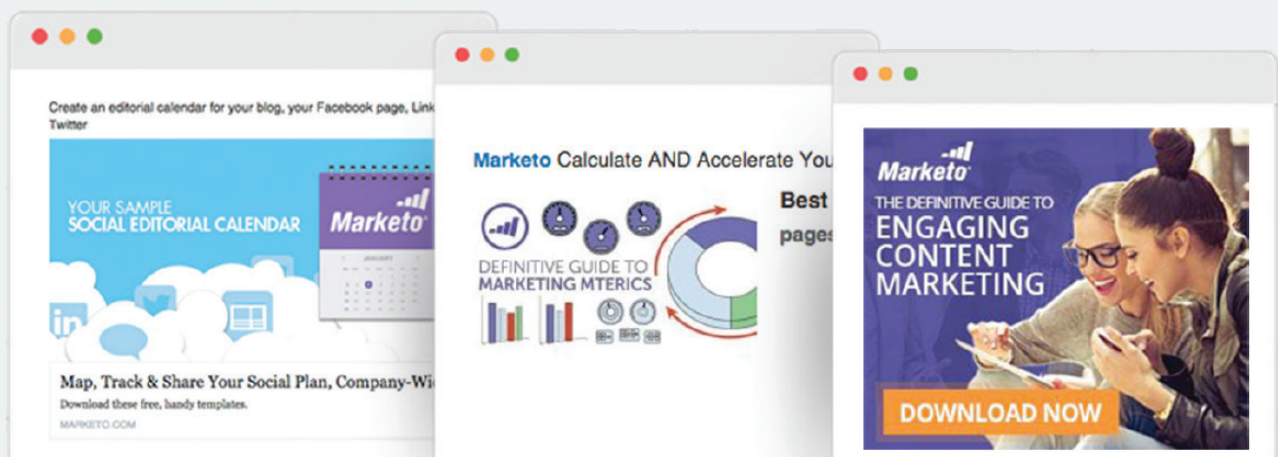 Create an editorial calendar for your blog, your Facebook page, Link
Twitter
YOUR SAMPLE
SOCIAL EDITORIAL CALENDAR
Marketo
JANUARY
in
Map, Track & Share Your Social Plan, Company-Wi
Download these free, handy templates.
MARKETO.COM
Marketo Calculate AND Accelerate You
Best
pages
DEFINITIVE GUIDE TO
MARKETING MTERICS
Marketo
THE DEFINITIVE GUIDE TO
ENGAGING
CONTENT
MARKETING
DOWNLOAD NOW